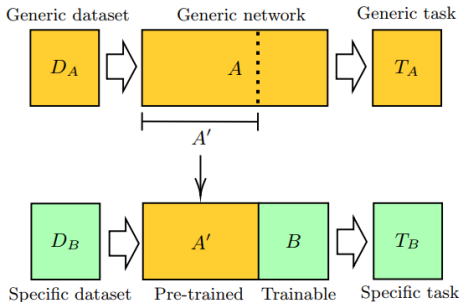 Generic dataset Generic network Generic task
D_A A T_A
A′
D_B A′ B T_B
Specific dataset Pre-trained Trainable Specific task